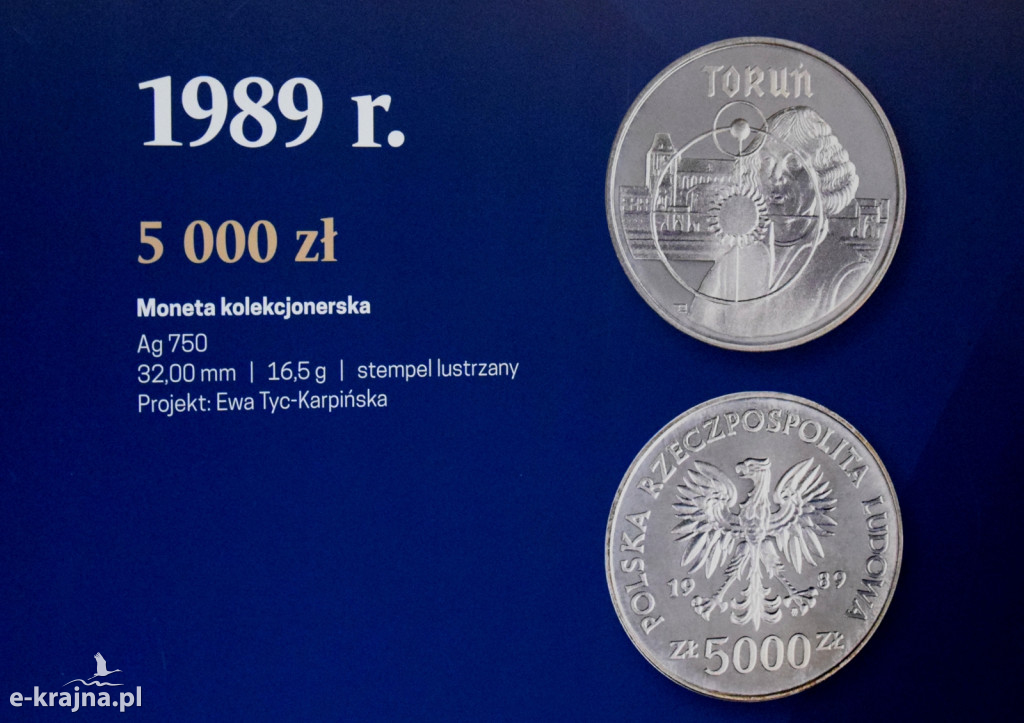 1989 r.
5 000 zł
Moneta kolekcjonerska
Ag 750
32,00 mm | 16,5 g | stempel lustrzany
Projekt: Ewa Tyc-Karpińska
TORUŃ
POLSKA RZECZPOSPOLITA LUDOWA
19 89
ZŁ 5000 ZŁ
e-krajna.pl